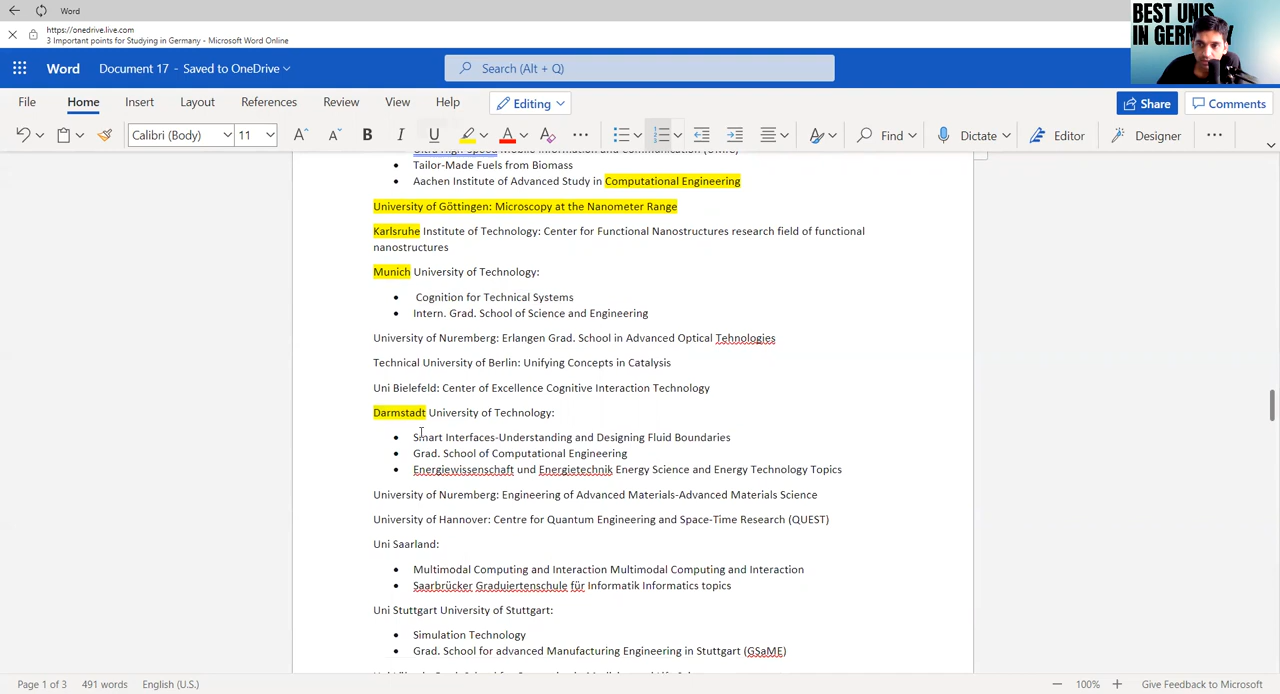 Word
https://onedrive.live.com
3 Important points for Studying in Germany - Microsoft Word Online
BEST UNIS
IN GERMANY
Word
Document 17 - Saved to OneDrive
Search (Alt + Q)
File Home Insert Layout References Review View Help Editing Share Comments
Calibri (Body) 11 B I U A Find Dictate Editor Designer
Tailor-Made Fuels from Biomass
Aachen Institute of Advanced Study in Computational Engineering
University of Göttingen: Microscopy at the Nanometer Range
Karlsruhe Institute of Technology: Center for Functional Nanostructures research field of functional
nanostructures
Munich University of Technology:
Cognition for Technical Systems
Intern. Grad. School of Science and Engineering
University of Nuremberg: Erlangen Grad. School in Advanced Optical Tehnologies
Technical University of Berlin: Unifying Concepts in Catalysis
Uni Bielefeld: Center of Excellence Cognitive Interaction Technology
Darmstadt University of Technology:
Smart Interfaces-Understanding and Designing Fluid Boundaries
Grad. School of Computational Engineering
Energiewissenschaft und Energietechnik Energy Science and Energy Technology Topics
University of Nuremberg: Engineering of Advanced Materials-Advanced Materials Science
University of Hannover: Centre for Quantum Engineering and Space-Time Research (QUEST)
Uni Saarland:
Multimodal Computing and Interaction Multimodal Computing and Interaction
Saarbrücker Graduiertenschule für Informatik Informatics topics
Uni Stuttgart University of Stuttgart:
Simulation Technology
Grad. School for advanced Manufacturing Engineering in Stuttgart (GSaME)
Page 1 of 3 491 words English (U.S.) 100% Give Feedback to Microsoft